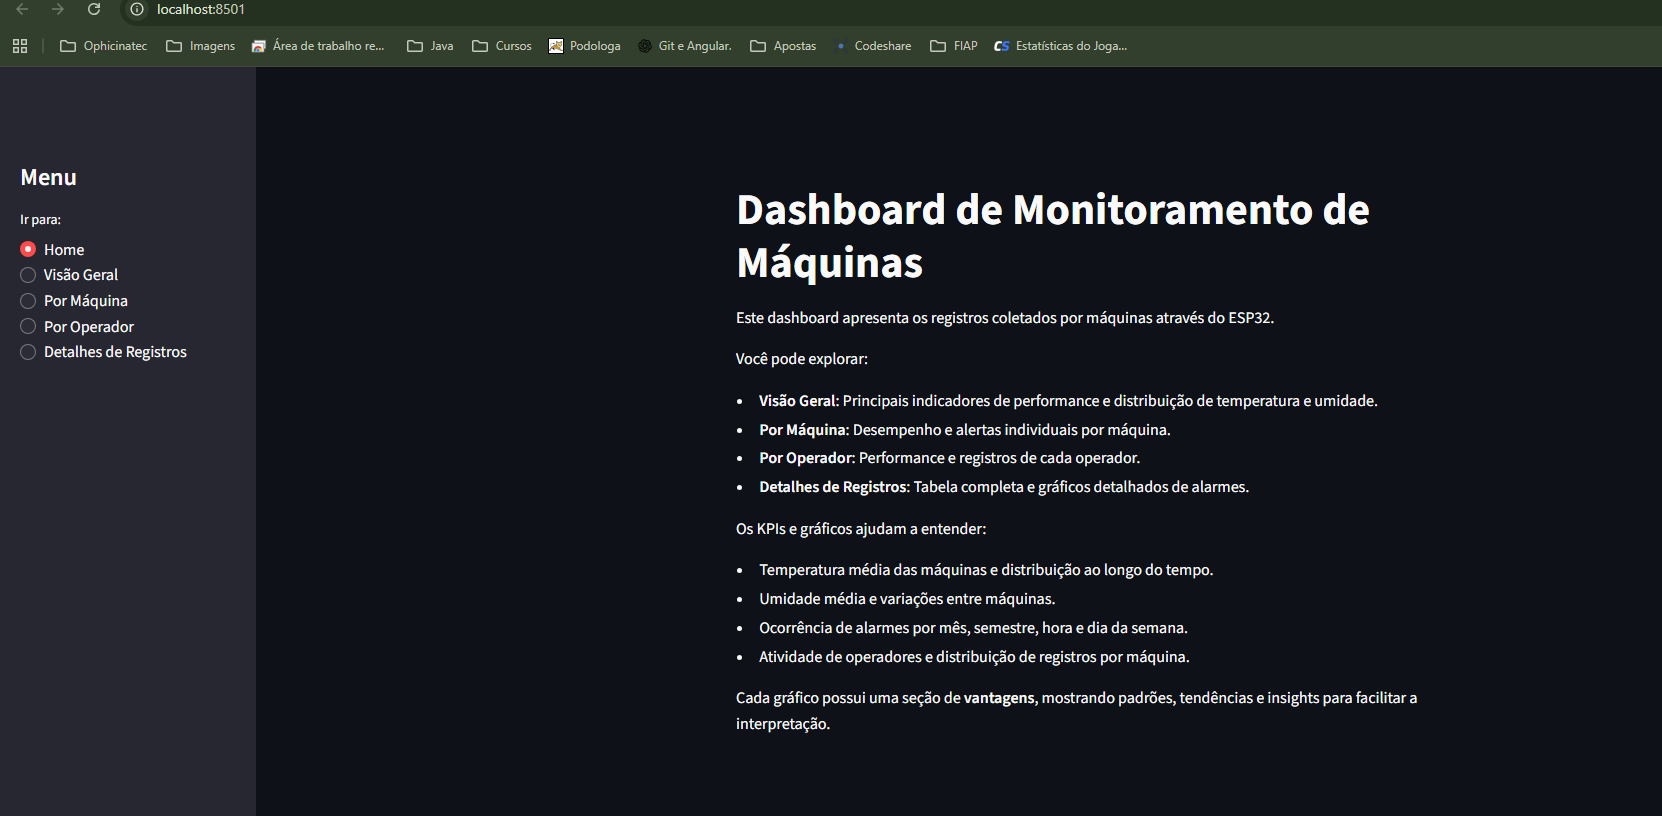 localhost:8501
Ophicinatec Imagens Área de trabalho re... Java Cursos Podologa Git e Angular. Apostas Codeshare FIAP CS Estatísticas do Joga...
Menu
Ir para:
Home
Visão Geral
Por Máquina
Por Operador
Detalhes de Registros
Dashboard de Monitoramento de
Máquinas
Este dashboard apresenta os registros coletados por máquinas através do ESP32.
Você pode explorar:
• Visão Geral: Principais indicadores de performance e distribuição de temperatura e umidade.
• Por Máquina: Desempenho e alertas individuais por máquina.
• Por Operador: Performance e registros de cada operador.
• Detalhes de Registros: Tabela completa e gráficos detalhados de alarmes.
Os KPIs e gráficos ajudam a entender:
• Temperatura média das máquinas e distribuição ao longo do tempo.
• Umidade média e variações entre máquinas.
• Ocorrência de alarmes por mês, semestre, hora e dia da semana.
• Atividade de operadores e distribuição de registros por máquina.
Cada gráfico possui uma seção de vantagens, mostrando padrões, tendências e insights para facilitar a
interpretação.